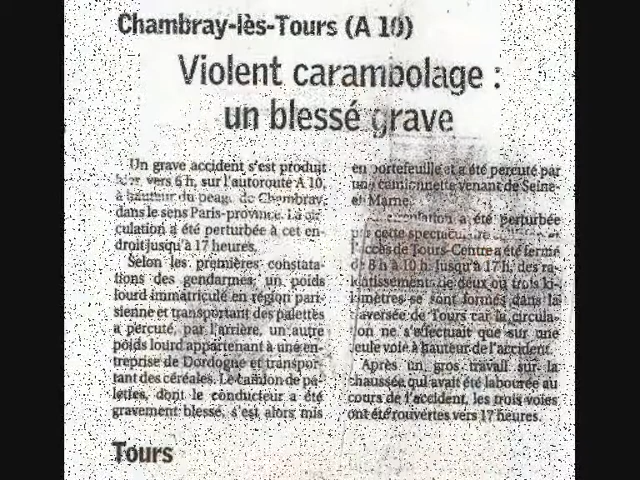 Chambray-lès-Tours (A 10)
Violent carambolage :
un blessé grave
Un grave accident s'est produit
hier, vers 6 h, sur l'autoroute A 10,
à hauteur du péage de Chambray,
dans le sens Paris-province. La cir-
culation a été perturbée à cet en-
droit jusqu'à 17 heures.
Selon les premières constata-
tions des gendarmes, un poids
lourd immatriculé en région pari-
sienne et transportant des palettes
a percuté, par l'arrière, un autre
poids lourd appartenant à une en-
treprise de Dordogne et transpor-
tant des céréales. Le camion de pa-
lettes, dont le conducteur a été
gravement blessé, s'est alors mis
en portefeuille et a été percuté par
une camionnette venant de Seine-
et-Marne.
circulation a été perturbée
par cette spectaculaire
l'accès de Tours-Centre a été fermé
de 8 h à 10 h. Jusqu'à 17 h, des ra-
lentissements de deux ou trois ki-
lomètres se sont formés dans la
traversée de Tours car la circula-
tion ne s'effectuait que sur une
seule voie à hauteur de l'accident.
Après un gros travail sur la
chaussée qui avait été labourée au
cours de l'accident, les trois voies
ont été rouvertes vers 17 heures.
Tours